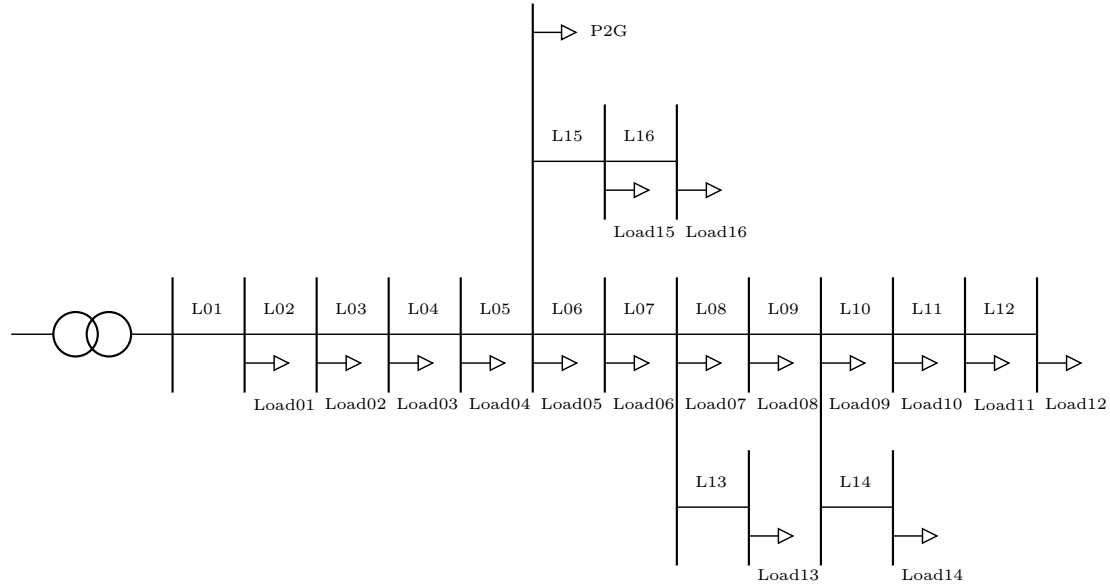 P2G
L15 L16
Load15 Load16
L01 L02 L03 L04 L05 L06 L07 L08 L09 L10 L11 L12
Load01 Load02 Load03 Load04 Load05 Load06 Load07 Load08 Load09 Load10 Load11 Load12
L13 L14
Load13 Load14